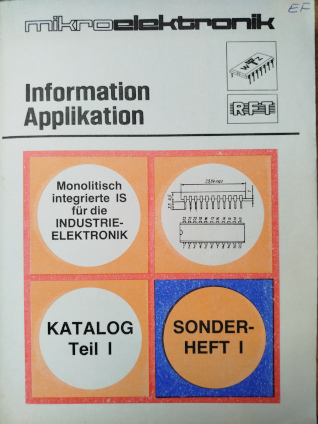 EF
mikroelektronik
Information
Applikation
RFT
Monolitisch
integrierte IS
für die
INDUSTRIE-
ELEKTRONIK
KATALOG
Teil I
SONDER-
HEFT I